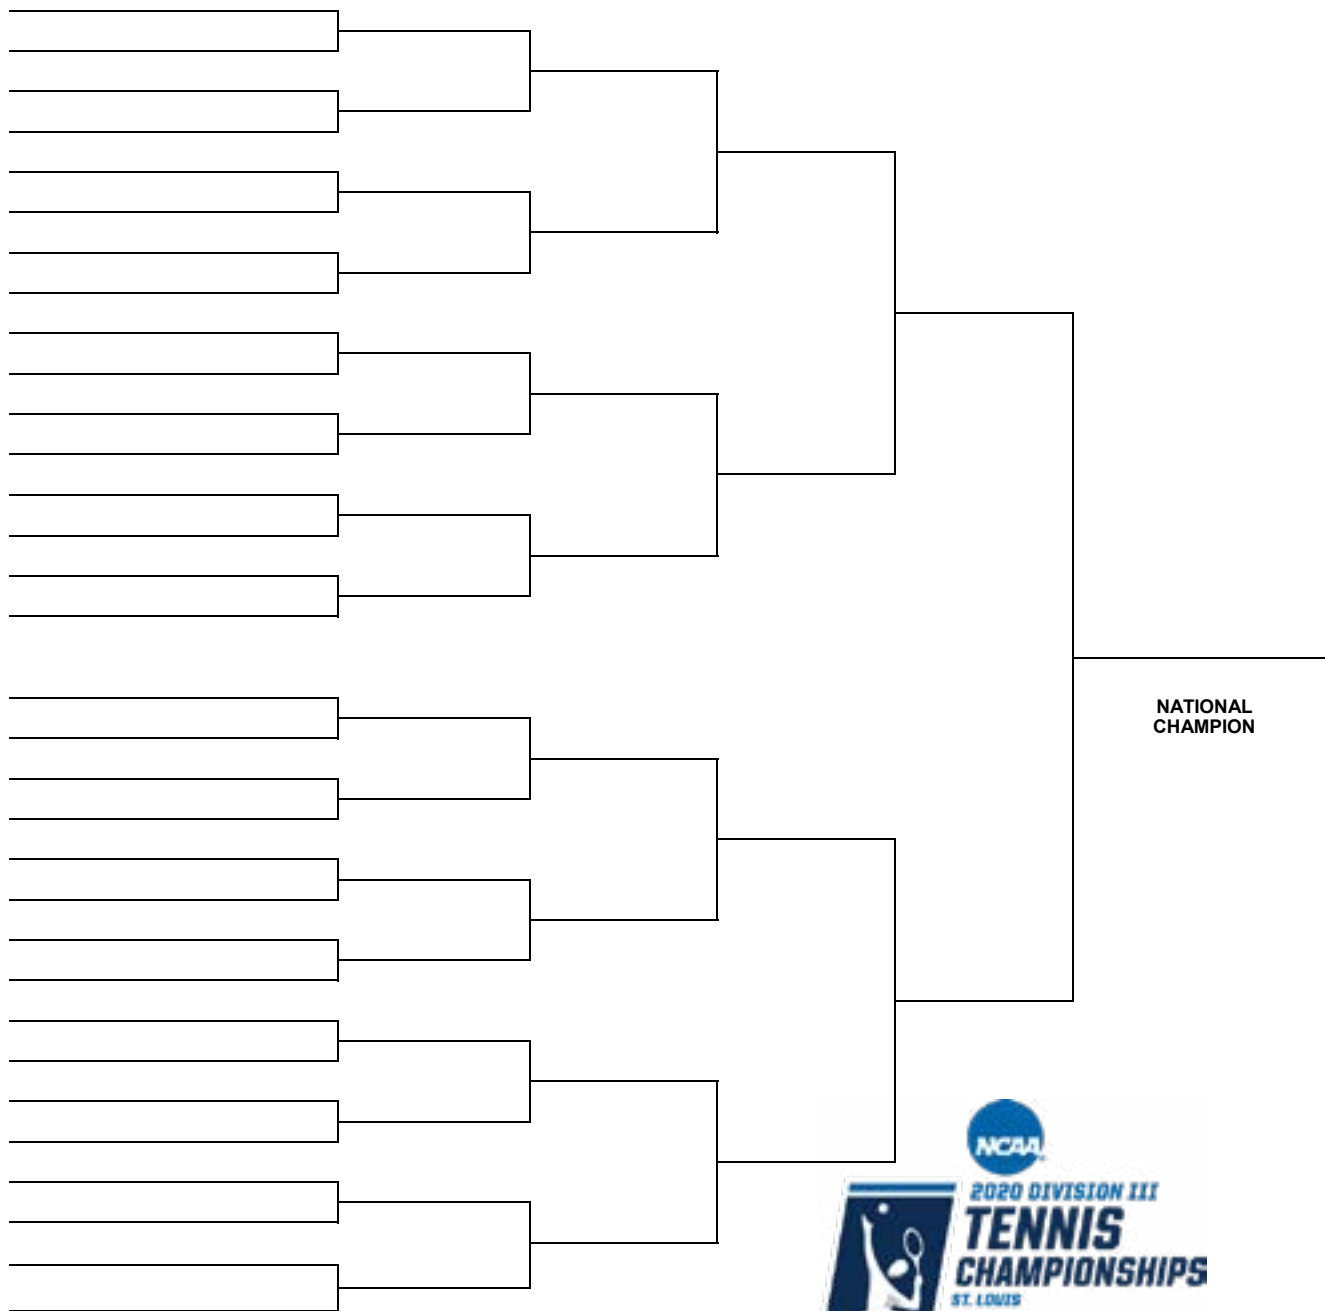 NATIONAL
CHAMPION
NCAA
2020 DIVISION III
TENNIS
CHAMPIONSHIPS
ST. LOUIS